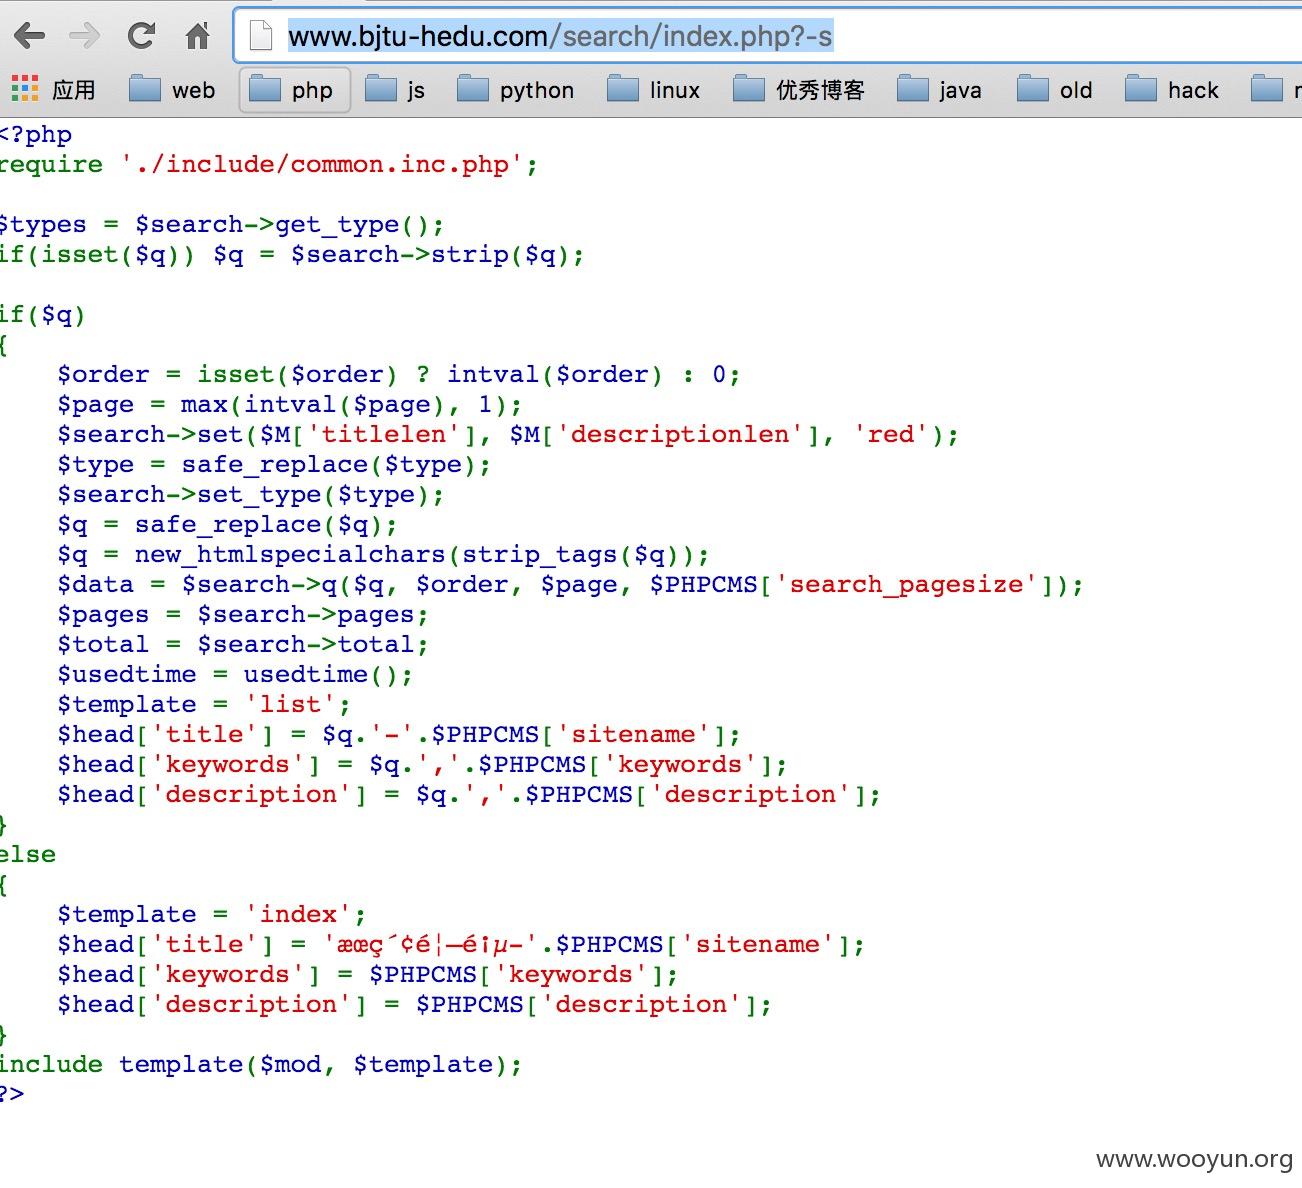 www.bjtu-hedu.com/search/index.php?-s
应用 web php js python linux 优秀博客 java old hack
<?php
require './include/common.inc.php';
$types = $search->get_type();
if(isset($q)) $q = $search->strip($q);
if($q)
{
$order = isset($order) ? intval($order) : 0;
$page = max(intval($page), 1);
$search->set($M['titlelen'], $M['descriptionlen'], 'red');
$type = safe_replace($type);
$search->set_type($type);
$q = safe_replace($q);
$q = new_htmlspecialchars(strip_tags($q));
$data = $search->q($q, $order, $page, $PHPCMS['search_pagesize']);
$pages = $search->pages;
$total = $search->total;
$usedtime = usedtime();
$template = 'list';
$head['title'] = $q.'-'.$PHPCMS['sitename'];
$head['keywords'] = $q.','.$PHPCMS['keywords'];
$head['description'] = $q.','.$PHPCMS['description'];
}
else
{
$template = 'index';
$head['title'] = 'æœç´¢é¦–é¡µ-'.$PHPCMS['sitename'];
$head['keywords'] = $PHPCMS['keywords'];
$head['description'] = $PHPCMS['description'];
}
include template($mod, $template);
?>
www.wooyun.org